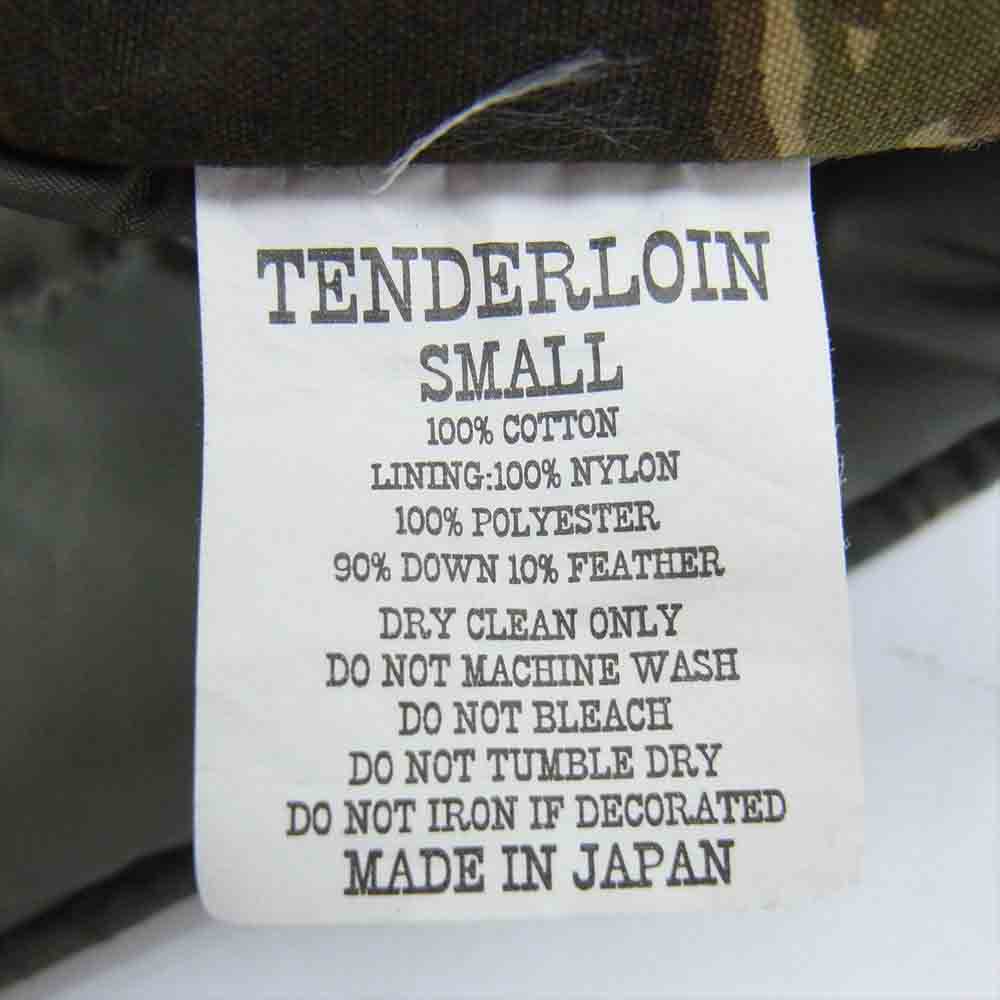 TENDERLOIN
SMALL
100% COTTON
LINING:100% NYLON
100% POLYESTER
90% DOWN 10% FEATHER
DRY CLEAN ONLY
DO NOT MACHINE WASH
DO NOT BLEACH
DO NOT TUMBLE DRY
DO NOT IRON IF DECORATED
MADE IN JAPAN